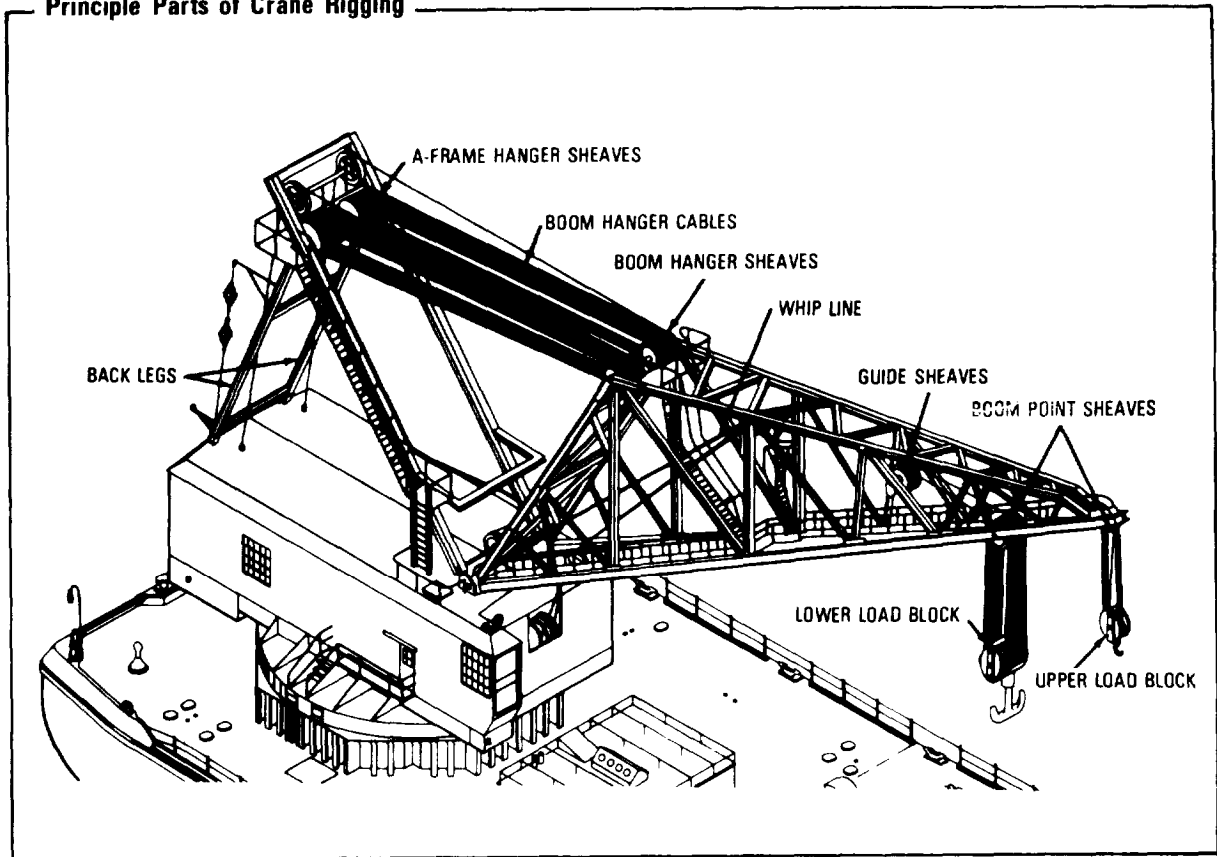 Principle Parts of Crane Rigging
A-FRAME HANGER SHEAVES
BOOM HANGER CABLES
BOOM HANGER SHEAVES
WHIP LINE
GUIDE SHEAVES
BOOM POINT SHEAVES
BACK LEGS
LOWER LOAD BLOCK
UPPER LOAD BLOCK